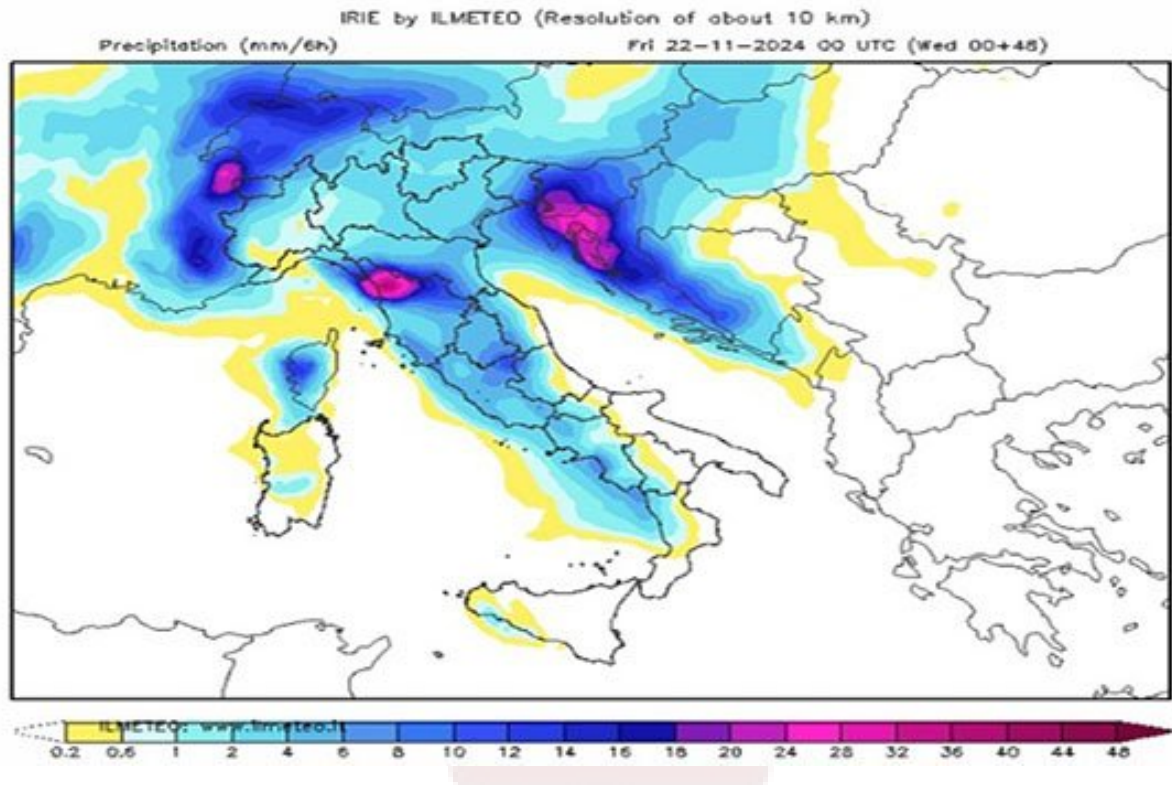 IRIE by ILMETEO (Resolution of about 10 km)
Precipitation (mm/6h) Fri 22-11-2024 00 UTC (Wed 00+48)
ILMETEO: www.ilmeteo.it
0.2 0.6 1 2 4 6 8 10 12 14 16 18 20 24 28 32 36 40 44 48